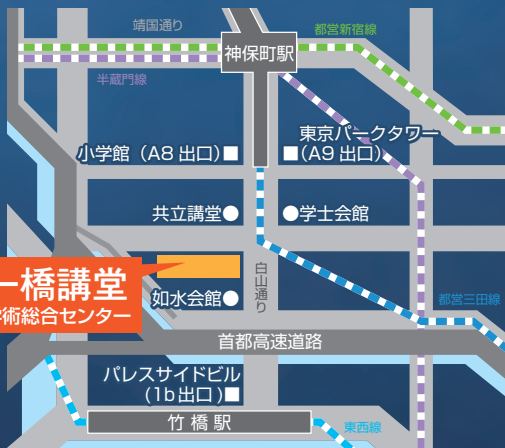 靖国通り
都営新宿線
神保町駅
半蔵門線
東京パークタワー
小学館（A8 出口）■
■（A9 出口）
共立講堂●
●学士会館
一橋講堂
学術総合センター
如水会館●
白山通り
都営三田線
首都高速道路
パレスサイドビル
（1b出口）■
竹橋駅
東西線